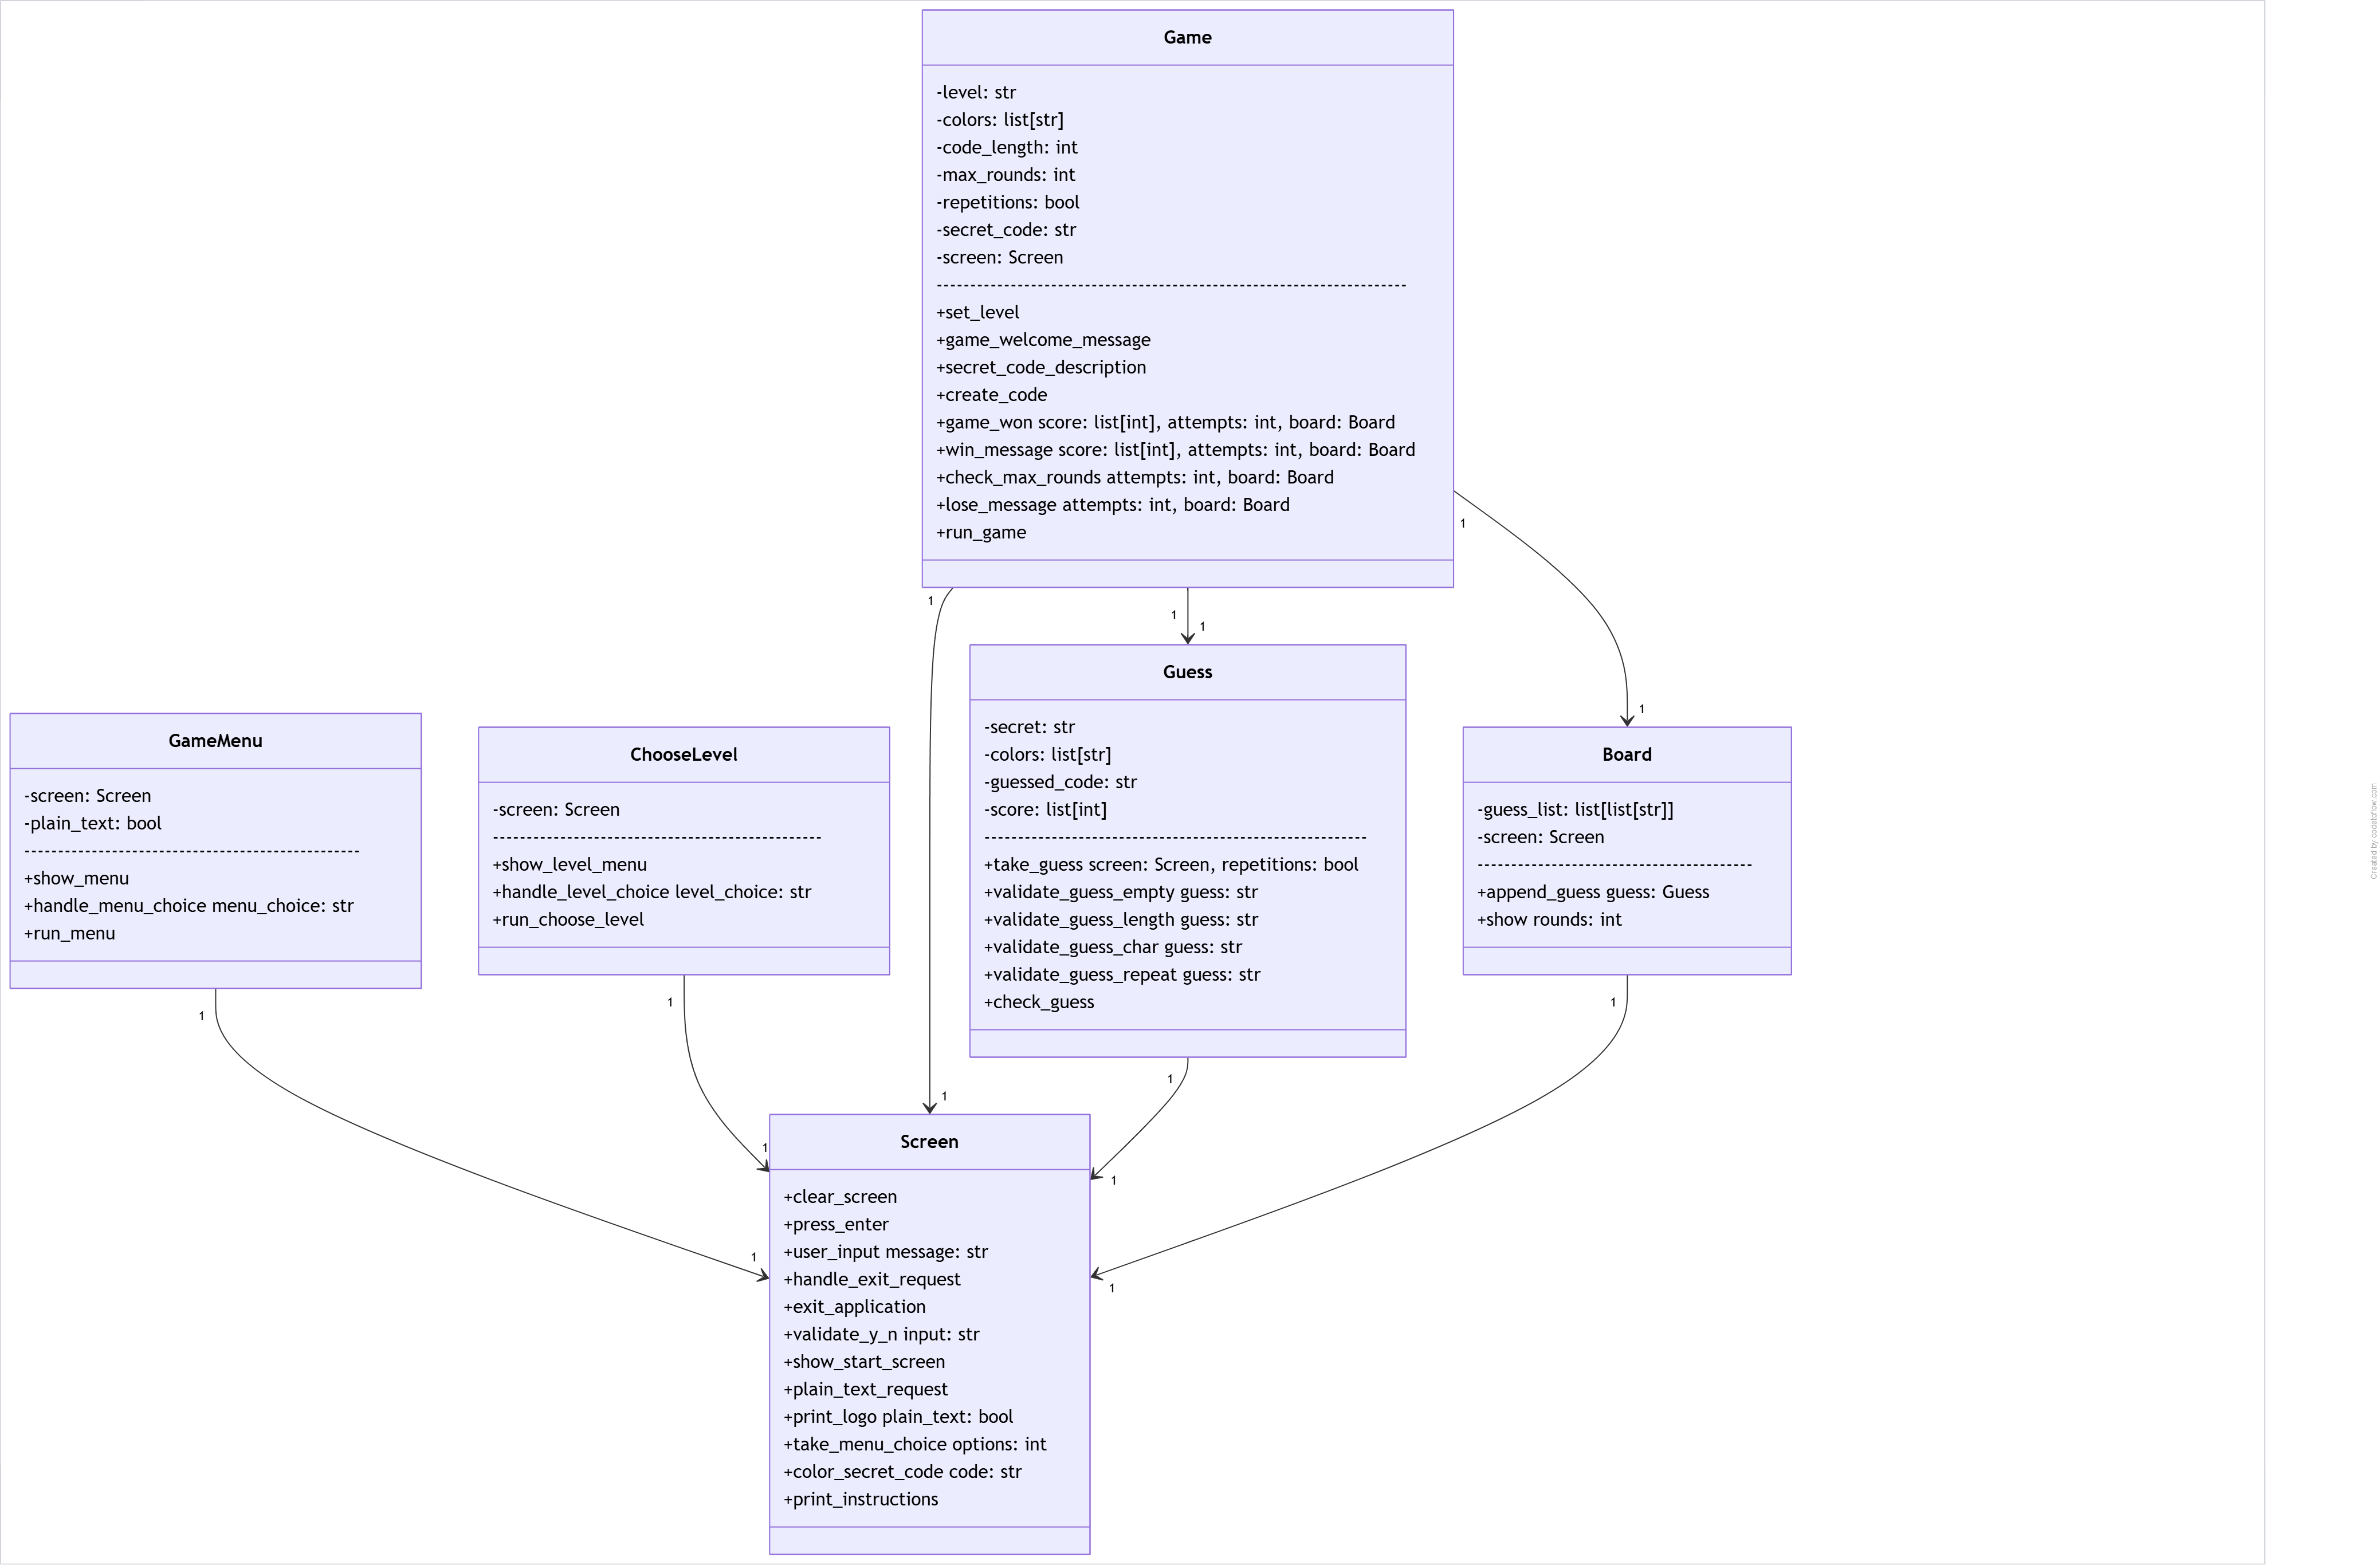 Game
-level: str
-colors: list[str]
-code_length: int
-max_rounds: int
-repetitions: bool
-secret_code: str
-screen: Screen
----------------------------------------------------------------------
+set_level
+game_welcome_message
+secret_code_description
+create_code
+game_won score: list[int], attempts: int, board: Board
+win_message score: list[int], attempts: int, board: Board
+check_max_rounds attempts: int, board: Board
+lose_message attempts: int, board: Board
+run_game
1
1
1
1
1
Guess
-secret: str
-colors: list[str]
-guessed_code: str
-score: list[int]
---------------------------------------------------------
+take_guess screen: Screen, repetitions: bool
+validate_guess_empty guess: str
+validate_guess_length guess: str
+validate_guess_char guess: str
+validate_guess_repeat guess: str
+check_guess
GameMenu
-screen: Screen
-plain_text: bool
--------------------------------------------------
+show_menu
+handle_menu_choice menu_choice: str
+run_menu
ChooseLevel
-screen: Screen
-------------------------------------------------
+show_level_menu
+handle_level_choice level_choice: str
+run_choose_level
Board
-guess_list: list[list[str]]
-screen: Screen
-----------------------------------------
+append_guess guess: Guess
+show rounds: int
1
1
1
1
1
1
1
1
1
Screen
+clear_screen
+press_enter
+user_input message: str
+handle_exit_request
+exit_application
+validate_y_n input: str
+show_start_screen
+plain_text_request
+print_logo plain_text: bool
+take_menu_choice options: int
+color_secret_code code: str
+print_instructions
Created by codetoflow.com